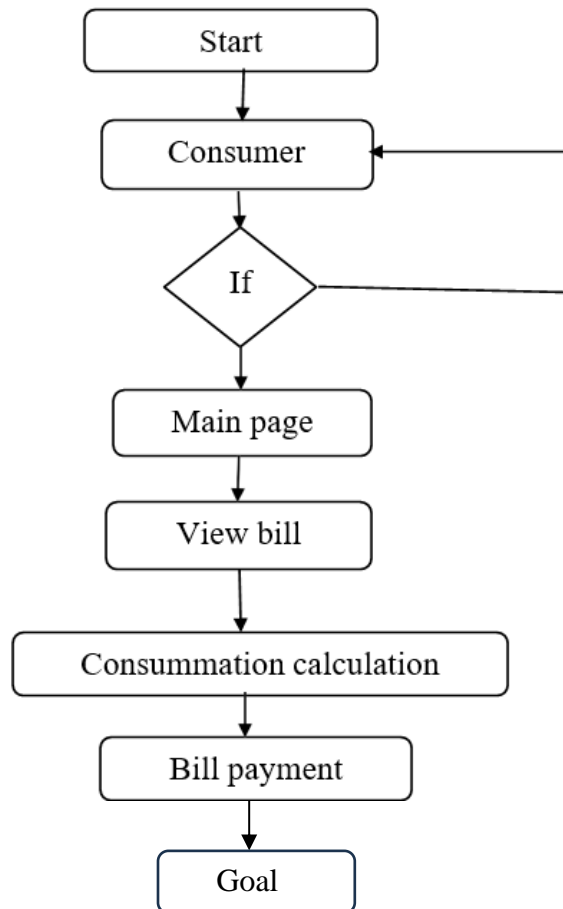 Start
Consumer
If
Main page
View bill
Consummation calculation
Bill payment
Goal